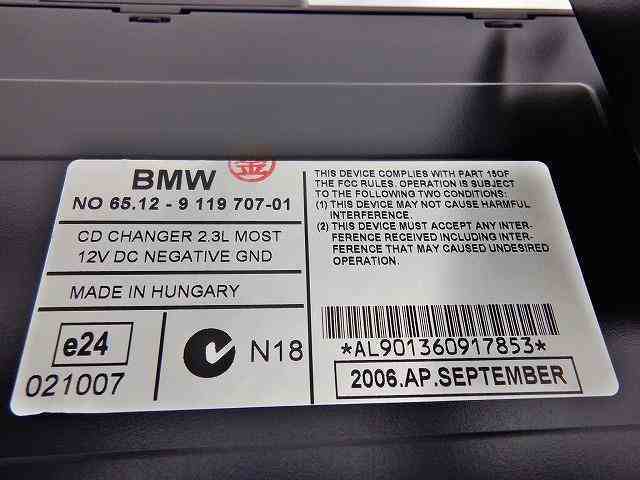 BMW
NO 65.12 - 9 119 707-01
CD CHANGER 2.3L MOST
12V DC NEGATIVE GND
MADE IN HUNGARY
e24
021007
N18
THIS DEVICE COMPLIES WITH PART 15OF
THE FCC RULES. OPERATION IS SUBJECT
TO THE FOLLOWING TWO CONDITIONS:
(1) THIS DEVICE MAY NOT CAUSE HARMFUL
INTERFERENCE.
(2) THIS DEVICE MUST ACCEPT ANY INTER-
FERENCE RECEIVED INCLUDING INTER-
FERENCE THAT MAY CAUSED UNDESIRED
OPERATION.
*AL901360917853*
2006.AP.SEPTEMBER